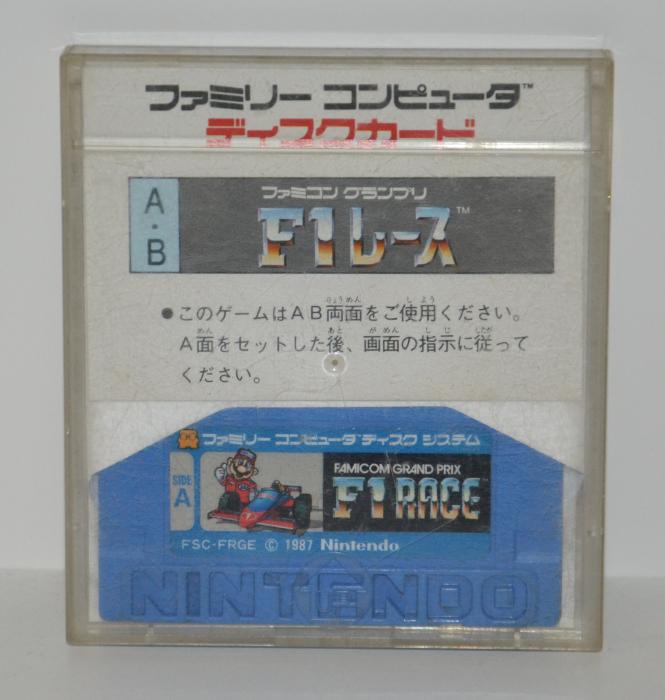 ファミリー コンピュータ™
ディスクカード
A・B
ファミコン グランプリ
F1レース™
●このゲームはAB両面をご使用ください。
A面をセットした後、画面の指示に従って
ください。
ファミリー コンピュータ ディスク システム
SIDE
A
FAMICOM GRAND PRIX
F1 RACE
FSC-FRGE © 1987 Nintendo
NINTENDO